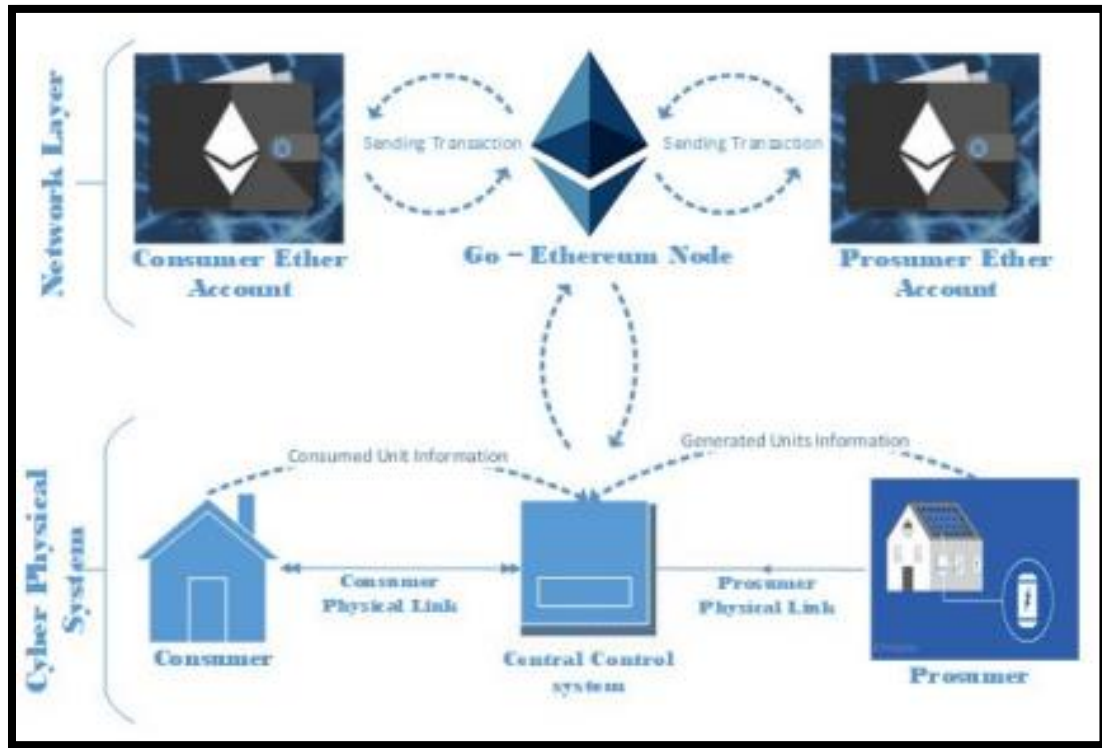 Network Layer
Sending Transaction
Sending Transaction
Consumer Ether
Account
Go – Ethereum Node
Prosumer Ether
Account
Cyber Physical
System
Consumed Unit Information
Generated Units Information
Consumer
Physical Link
Prosumer
Physical Link
Consumer
Central Control
system
Prosumer